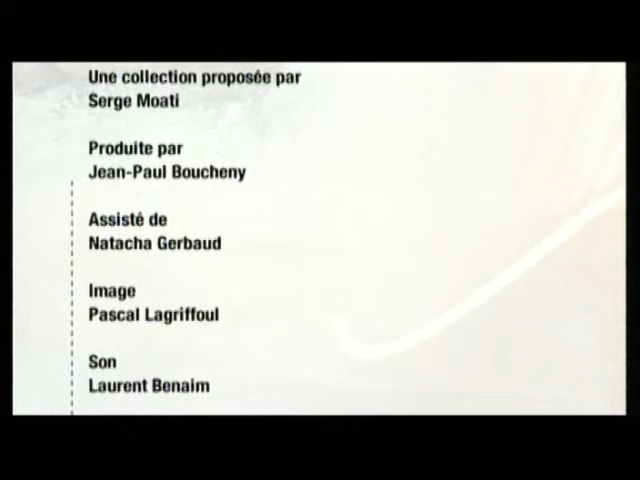 Une collection proposée par
Serge Moati
Produite par
Jean-Paul Boucheny
Assisté de
Natacha Gerbaud
Image
Pascal Lagriffoul
Son
Laurent Benaim